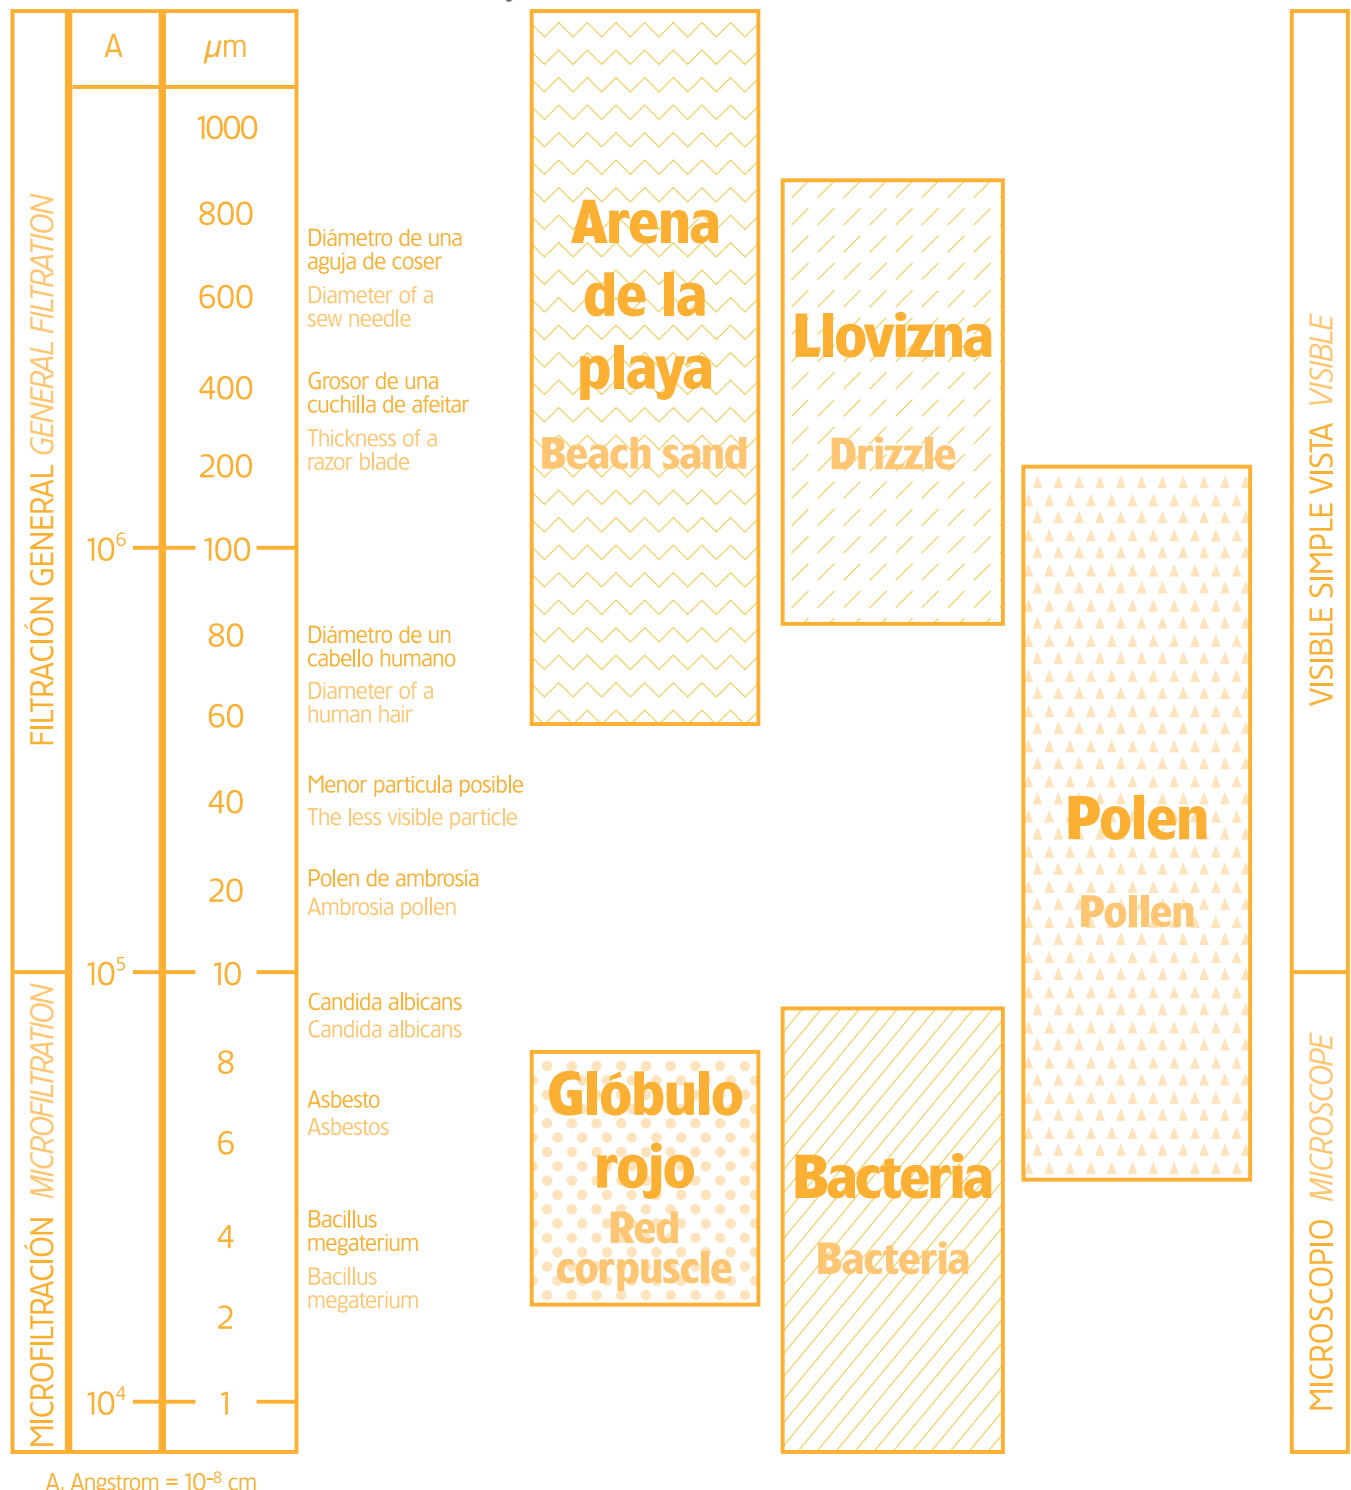 FILTRACIÓN GENERAL GENERAL FILTRATION
MICROFILTRACIÓN MICROFILTRATION
A
µm
1000
800
600
400
200
10⁶
100
80
60
40
20
10⁵
10
8
6
4
2
10⁴
1
Diámetro de una
aguja de coser
Diameter of a
sew needle
Grosor de una
cuchilla de afeitar
Thickness of a
razor blade
Diámetro de un
cabello humano
Diameter of a
human hair
Menor partícula posible
The less visible particle
Polen de ambrosía
Ambrosia pollen
Candida albicans
Candida albicans
Asbesto
Asbestos
Bacillus
megaterium
Bacillus
megaterium
Arena
de la
playa
Beach sand
Llovizna
Drizzle
Polen
Pollen
Glóbulo
rojo
Red
corpuscle
Bacteria
Bacteria
VISIBLE SIMPLE VISTA VISIBLE
MICROSCOPIO MICROSCOPE
A. Angstrom = 10⁻⁸ cm